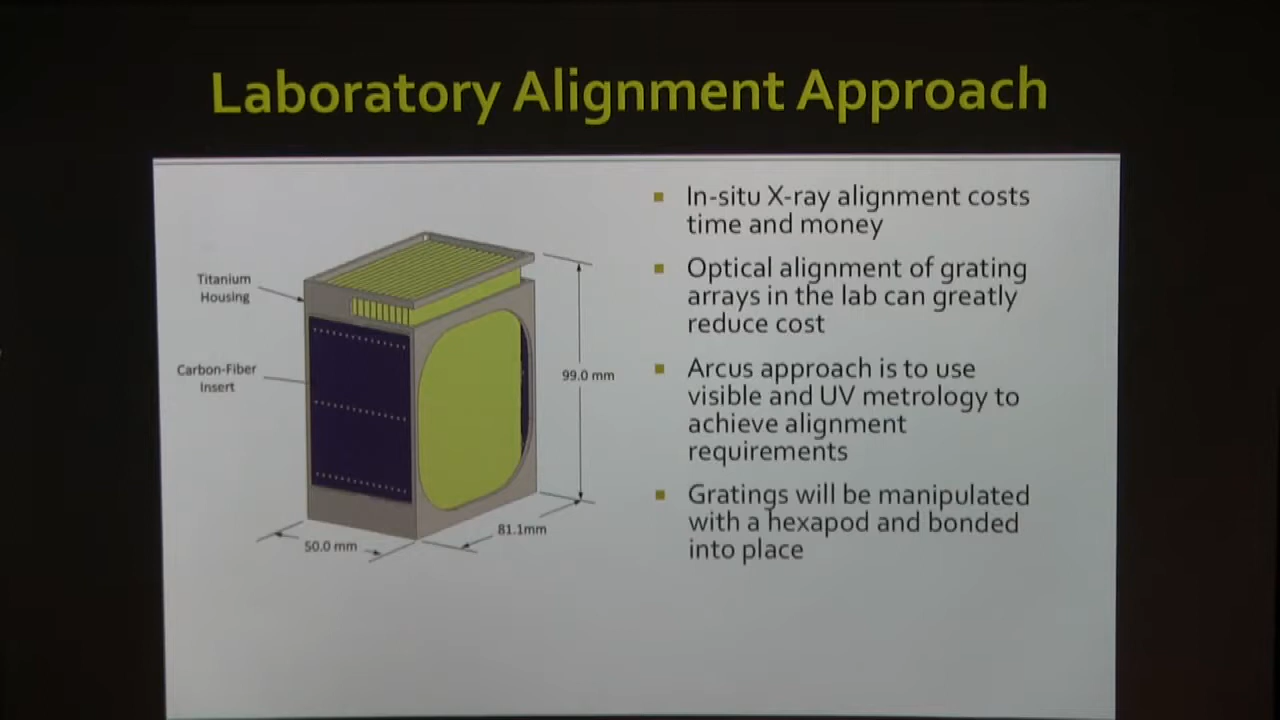 Laboratory Alignment Approach
Titanium
Housing
Carbon-Fiber
Insert
99.0 mm
81.1mm
50.0 mm
In-situ X-ray alignment costs
time and money
Optical alignment of grating
arrays in the lab can greatly
reduce cost
Arcus approach is to use
visible and UV metrology to
achieve alignment
requirements
Gratings will be manipulated
with a hexapod and bonded
into place